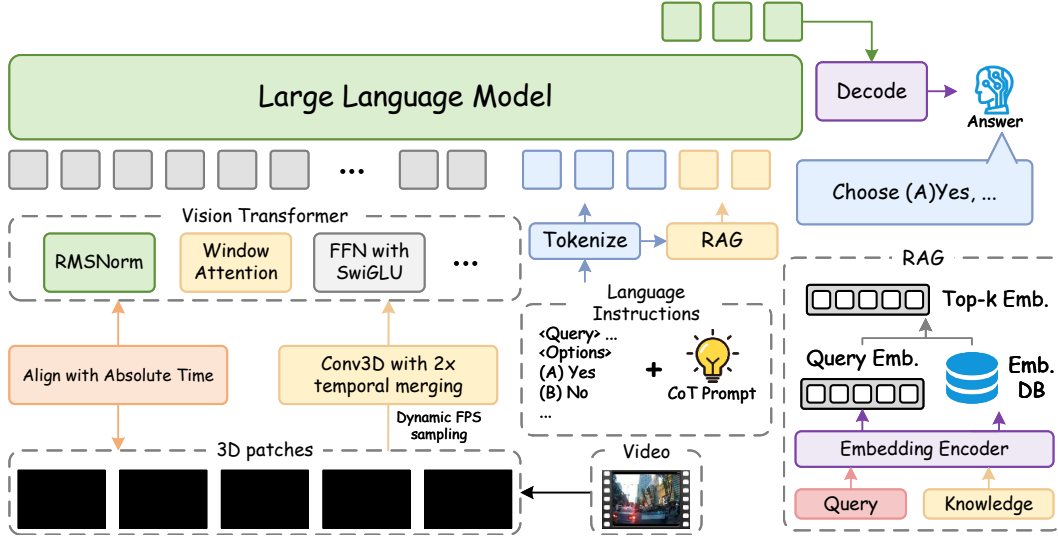 Large Language Model
Decode
Answer
Choose (A)Yes, ...
...
Vision Transformer
RMSNorm
Window
Attention
FFN with
SwiGLU
...
Tokenize
RAG
Align with Absolute Time
Conv3D with 2x
temporal merging
Dynamic FPS
sampling
Language
Instructions
<Query> ...
<Options>
(A) Yes
(B) No
...
+
CoT Prompt
3D patches
Video
RAG
Top-k Emb.
Query Emb.
Emb.
DB
Embedding Encoder
Query
Knowledge